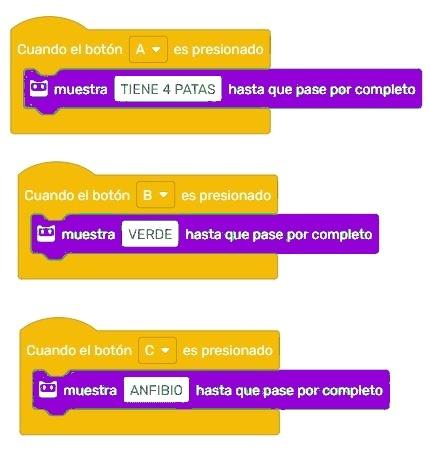 Cuando el botón A es presionado
muestra TIENE 4 PATAS hasta que pase por completo
Cuando el botón B es presionado
muestra VERDE hasta que pase por completo
Cuando el botón C es presionado
muestra ANFIBIO hasta que pase por completo